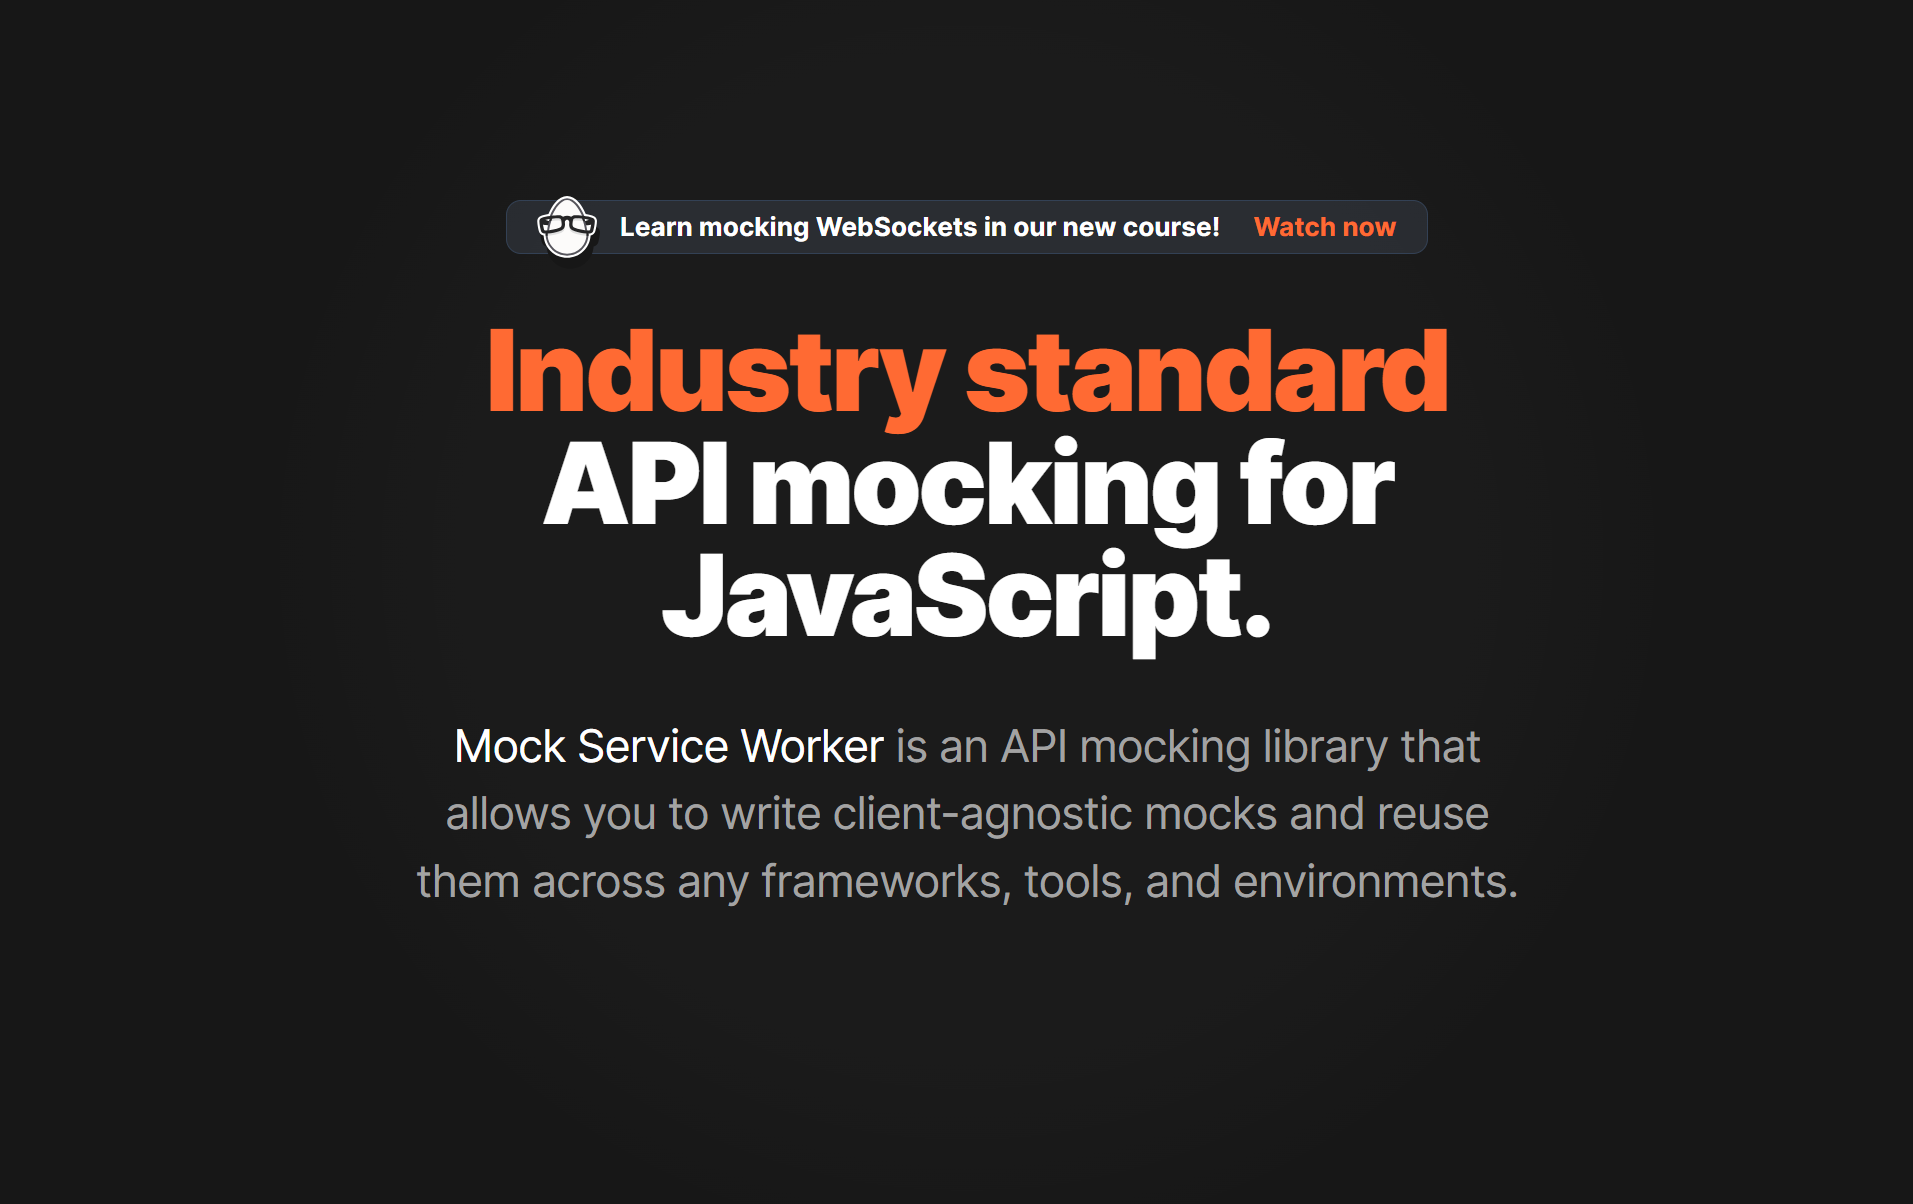 Learn mocking WebSockets in our new course! Watch now
Industry standard
API mocking for
JavaScript.
Mock Service Worker is an API mocking library that
allows you to write client-agnostic mocks and reuse
them across any frameworks, tools, and environments.